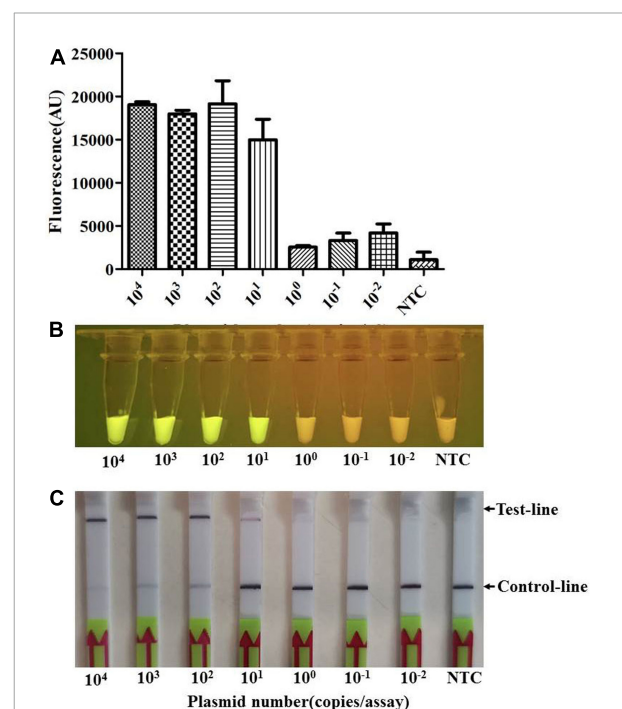 A
Fluorescence(AU)
25000
20000
15000
10000
5000
0
10⁴ 10³ 10² 10¹ 10⁰ 10⁻¹ 10⁻² NTC
B
10⁴ 10³ 10² 10¹ 10⁰ 10⁻¹ 10⁻² NTC
C
Test-line
Control-line
10⁴ 10³ 10² 10¹ 10⁰ 10⁻¹ 10⁻² NTC
Plasmid number(copies/assay)